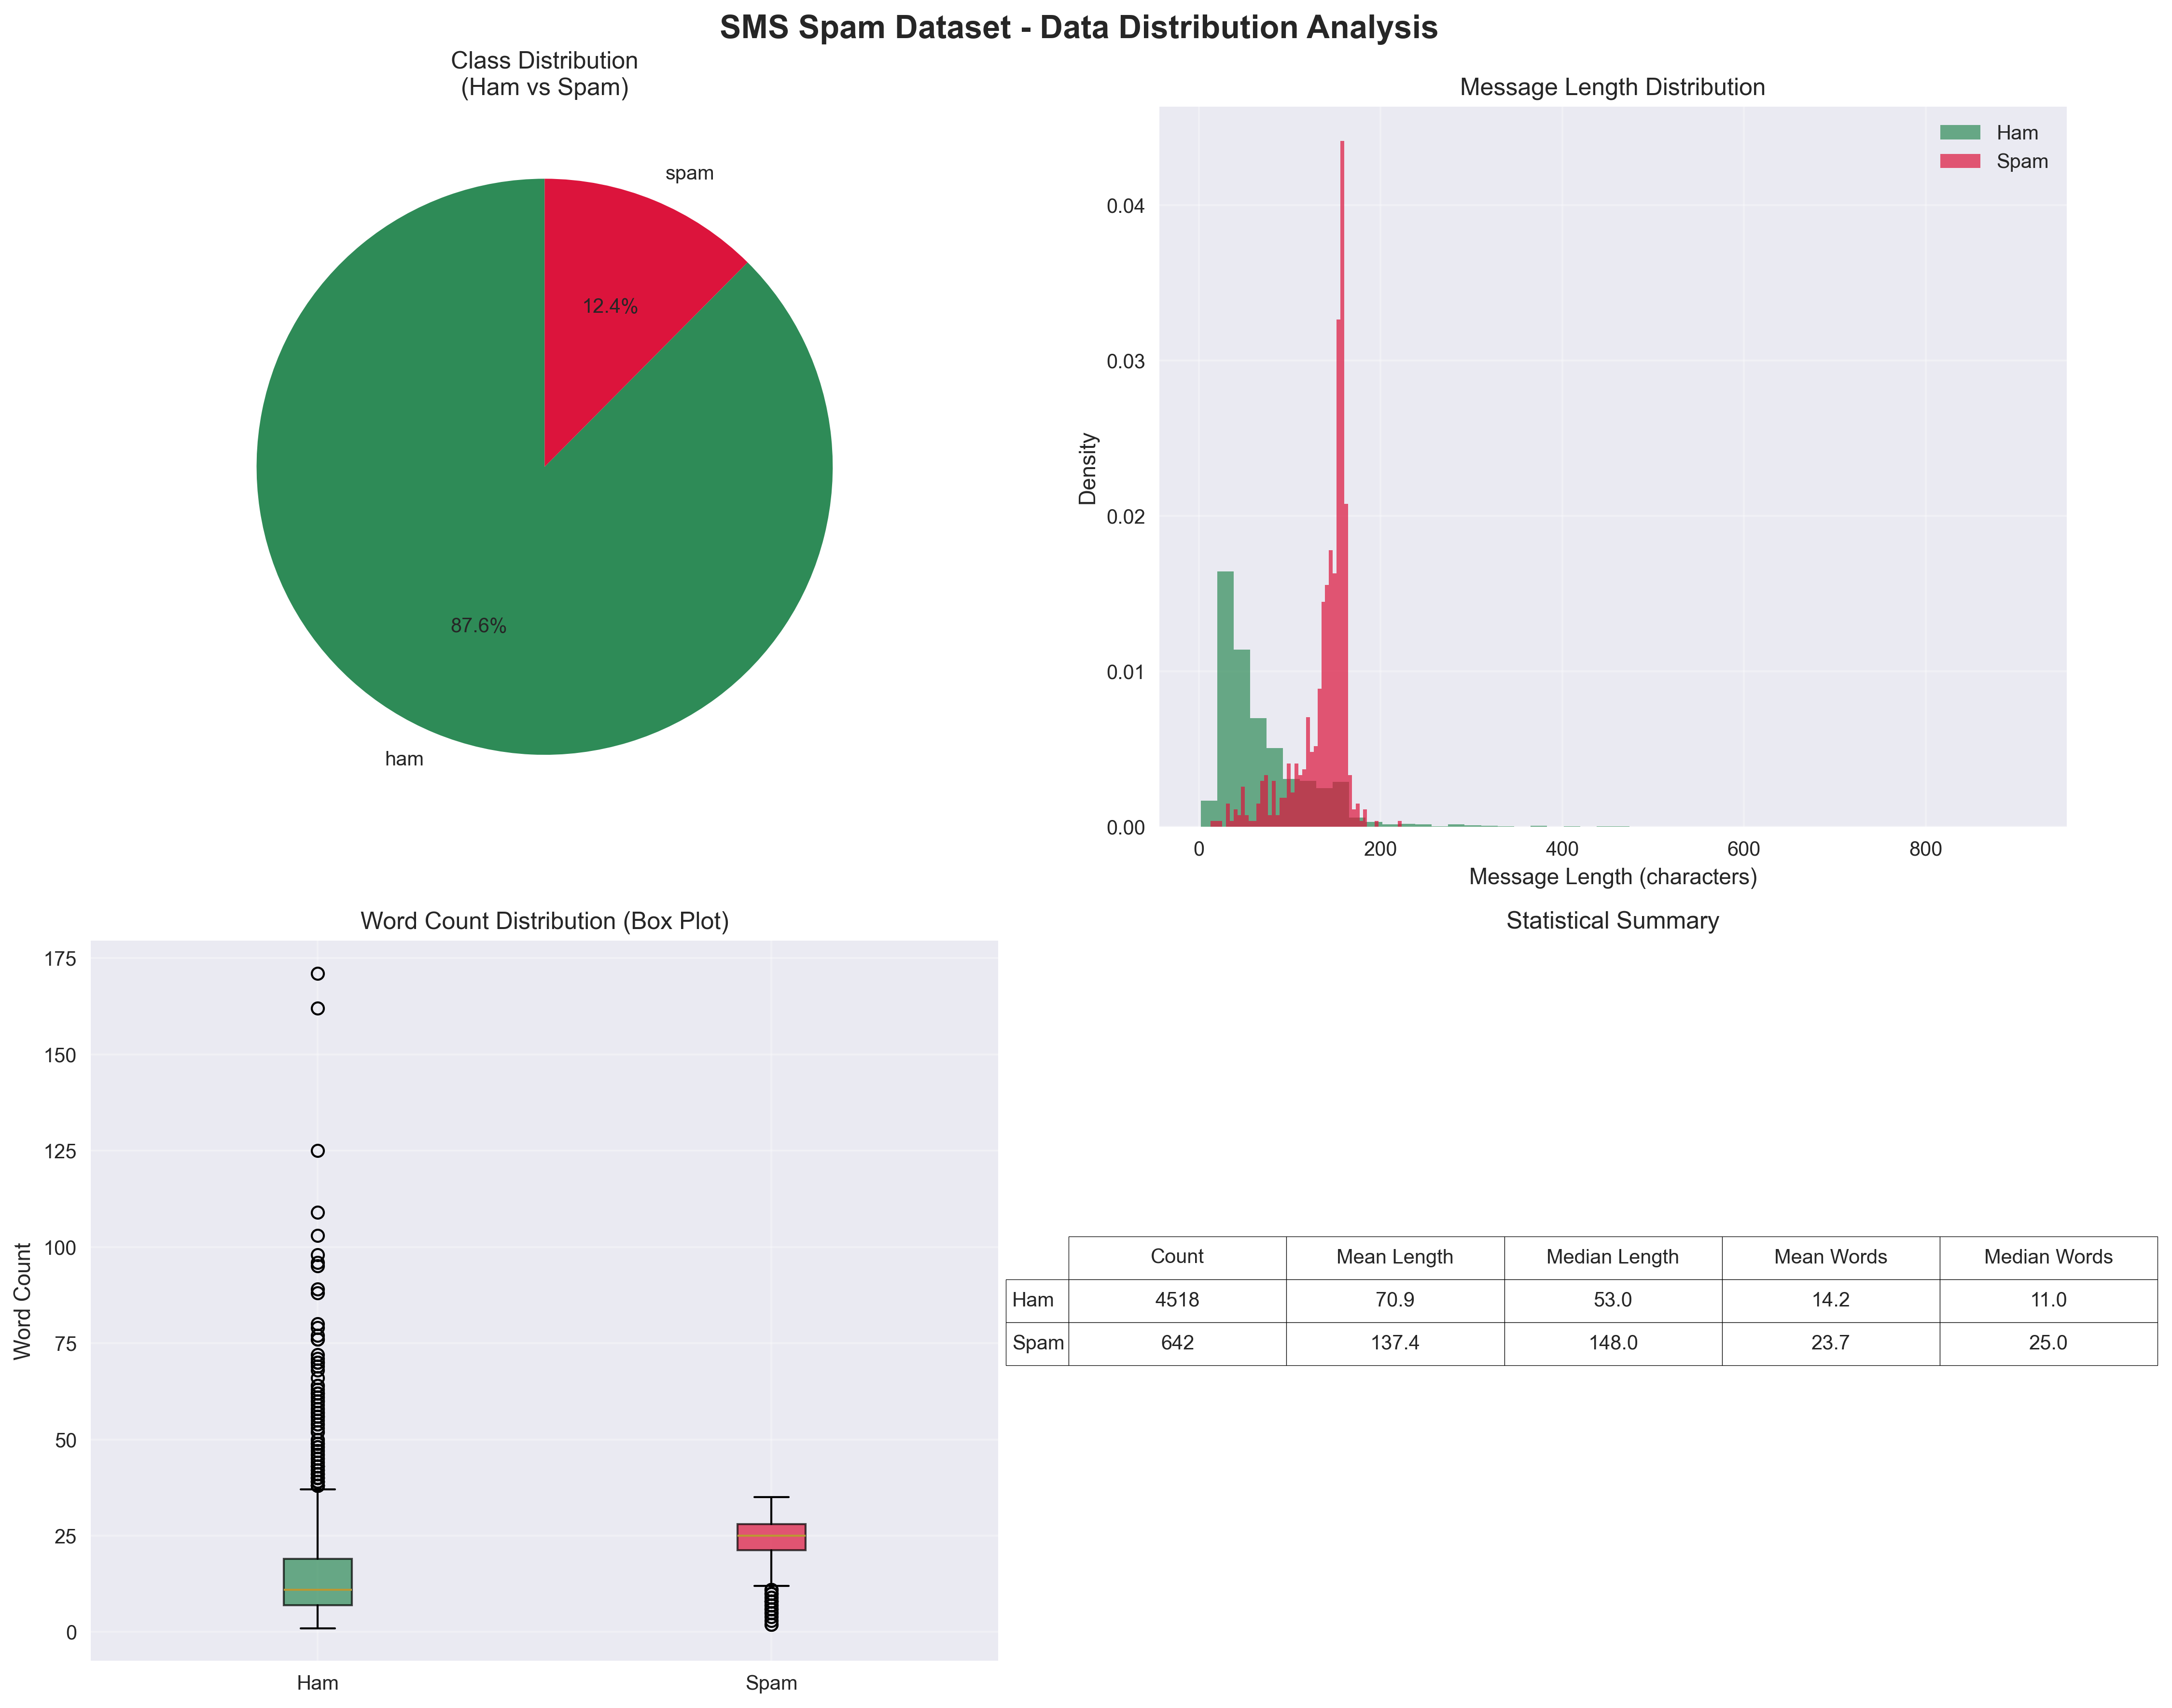 SMS Spam Dataset - Data Distribution Analysis
Class Distribution
(Ham vs Spam)
spam
12.4%
87.6%
ham
Message Length Distribution
Ham
Spam
0.04
0.03
0.02
0.01
0.00
Density
0 200 400 600 800
Message Length (characters)
Word Count Distribution (Box Plot)
175
150
125
100
75
50
25
0
Word Count
Ham Spam
Statistical Summary
Count Mean Length Median Length Mean Words Median Words
Ham 4518 70.9 53.0 14.2 11.0
Spam 642 137.4 148.0 23.7 25.0